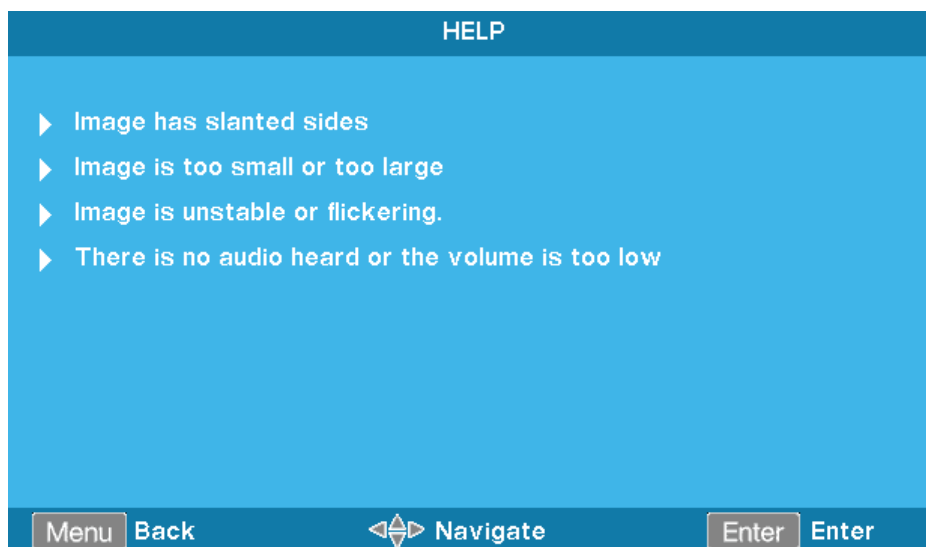 HELP
Image has slanted sides
Image is too small or too large
Image is unstable or flickering.
There is no audio heard or the volume is too low
Menu Back Navigate Enter Enter